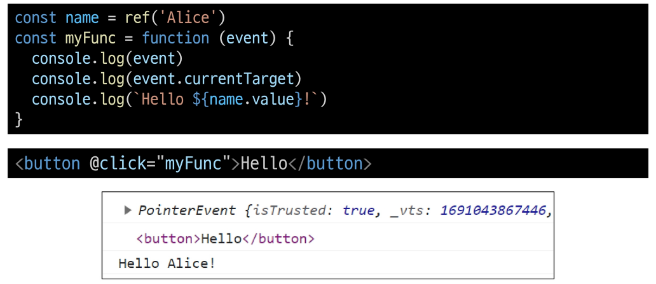 const name = ref('Alice')
const myFunc = function (event) {
  console.log(event)
  console.log(event.currentTarget)
  console.log(`Hello ${name.value}!`)
}
<button @click="myFunc">Hello</button>
▶ PointerEvent {isTrusted: true, _vts: 1691043867446,
<button>Hello</button>
Hello Alice!